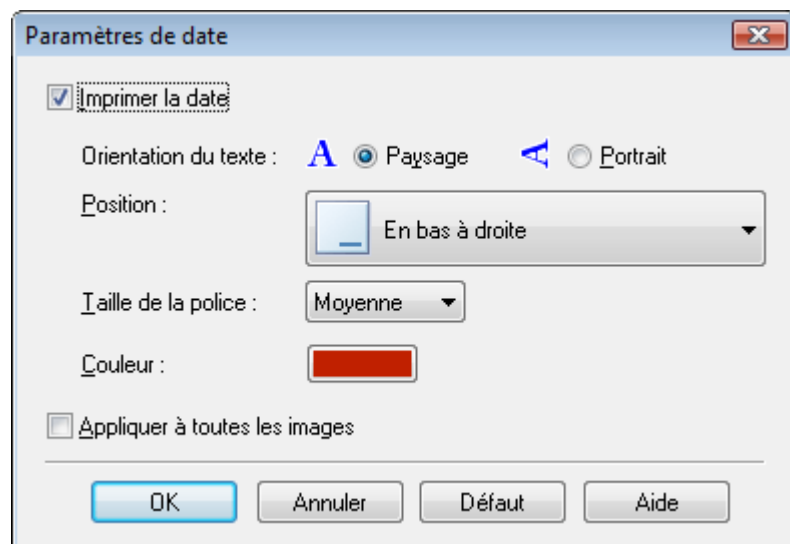 Paramètres de date
Imprimer la date
Orientation du texte : A Paysage A Portrait
Position : En bas à droite
Taille de la police : Moyenne
Couleur :
Appliquer à toutes les images
OK Annuler Défaut Aide